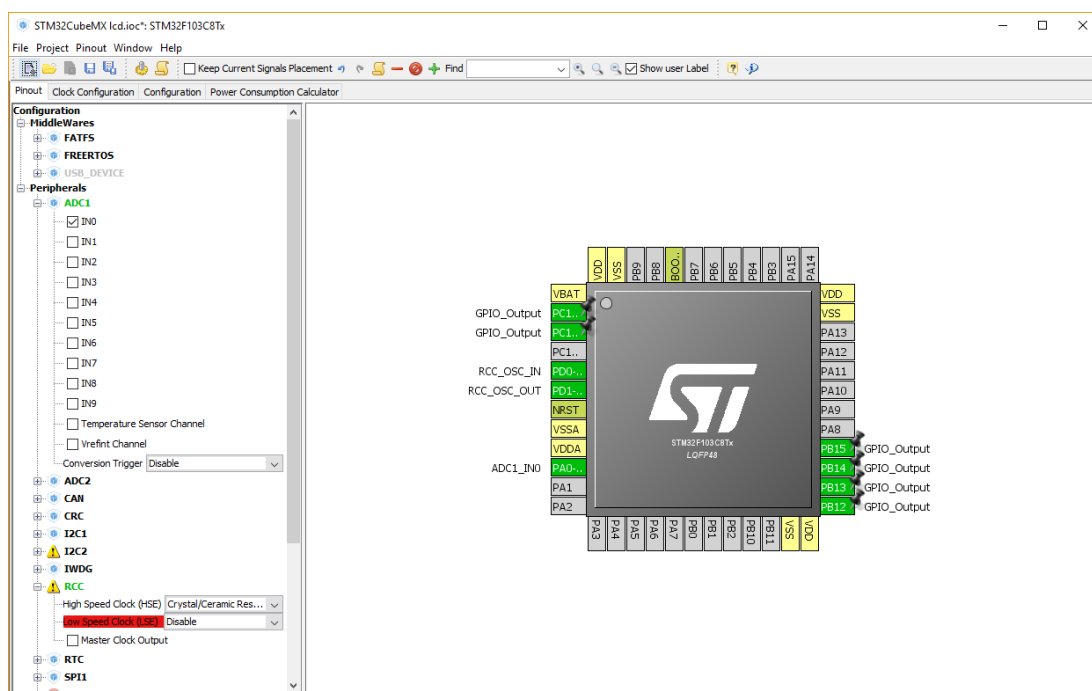 STM32CubeMX lcd.ioc*: STM32F103C8Tx
File Project Pinout Window Help
Keep Current Signals Placement Find Show user Label
Pinout Clock Configuration Configuration Power Consumption Calculator
Configuration
MiddleWares
FATFS
FREERTOS
USB_DEVICE
Peripherals
ADC1
IN0
IN1
IN2
IN3
IN4
IN5
IN6
IN7
IN8
IN9
Temperature Sensor Channel
Vrefint Channel
Conversion Trigger Disable
ADC2
CAN
CRC
I2C1
I2C2
IWDG
RCC
High Speed Clock (HSE) Crystal/Ceramic Res...
Low Speed Clock (LSE) Disable
Master Clock Output
RTC
SPI1
VDD VSS PB9 PB8 BOO.. PB7 PB6 PB5 PB4 PB3 PA15 PA14
VBAT
GPIO_Output PC1..
GPIO_Output PC1..
PC1..
RCC_OSC_IN PD0-..
RCC_OSC_OUT PD1-..
NRST
VSSA
VDDA
ADC1_IN0 PA0-..
PA1
PA2
ST
STM32F103C8Tx
LQFP48
VDD
VSS
PA13
PA12
PA11
PA10
PA9
PA8
PB15 GPIO_Output
PB14 GPIO_Output
PB13 GPIO_Output
PB12 GPIO_Output
PA3 PA4 PA5 PA6 PA7 PB0 PB1 PB2 PB10 PB11 VSS VDD